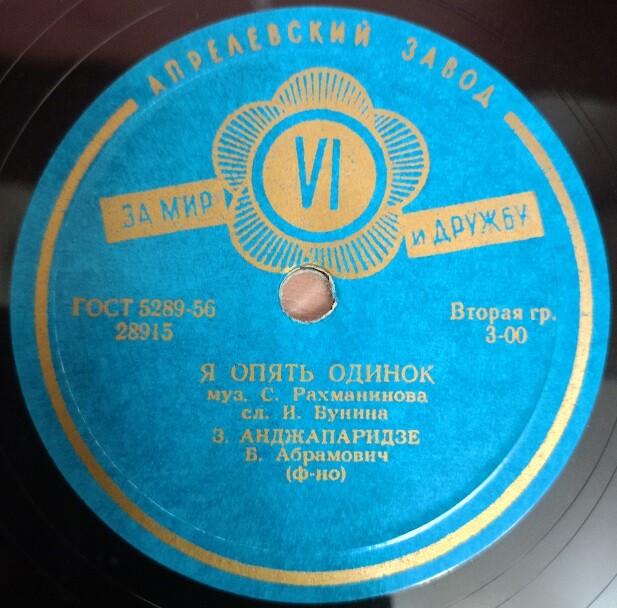 АПРЕЛЕВСКИЙ ЗАВОД
VI
ЗА МИР
и ДРУЖБУ
ГОСТ 5289-56
28915
Вторая гр.
3-00
Я ОПЯТЬ ОДИНОК
муз. С. Рахманинова
сл. И. Бунина
З. АНДЖАПАРИДЗЕ
Б. Абрамович
(ф-но)